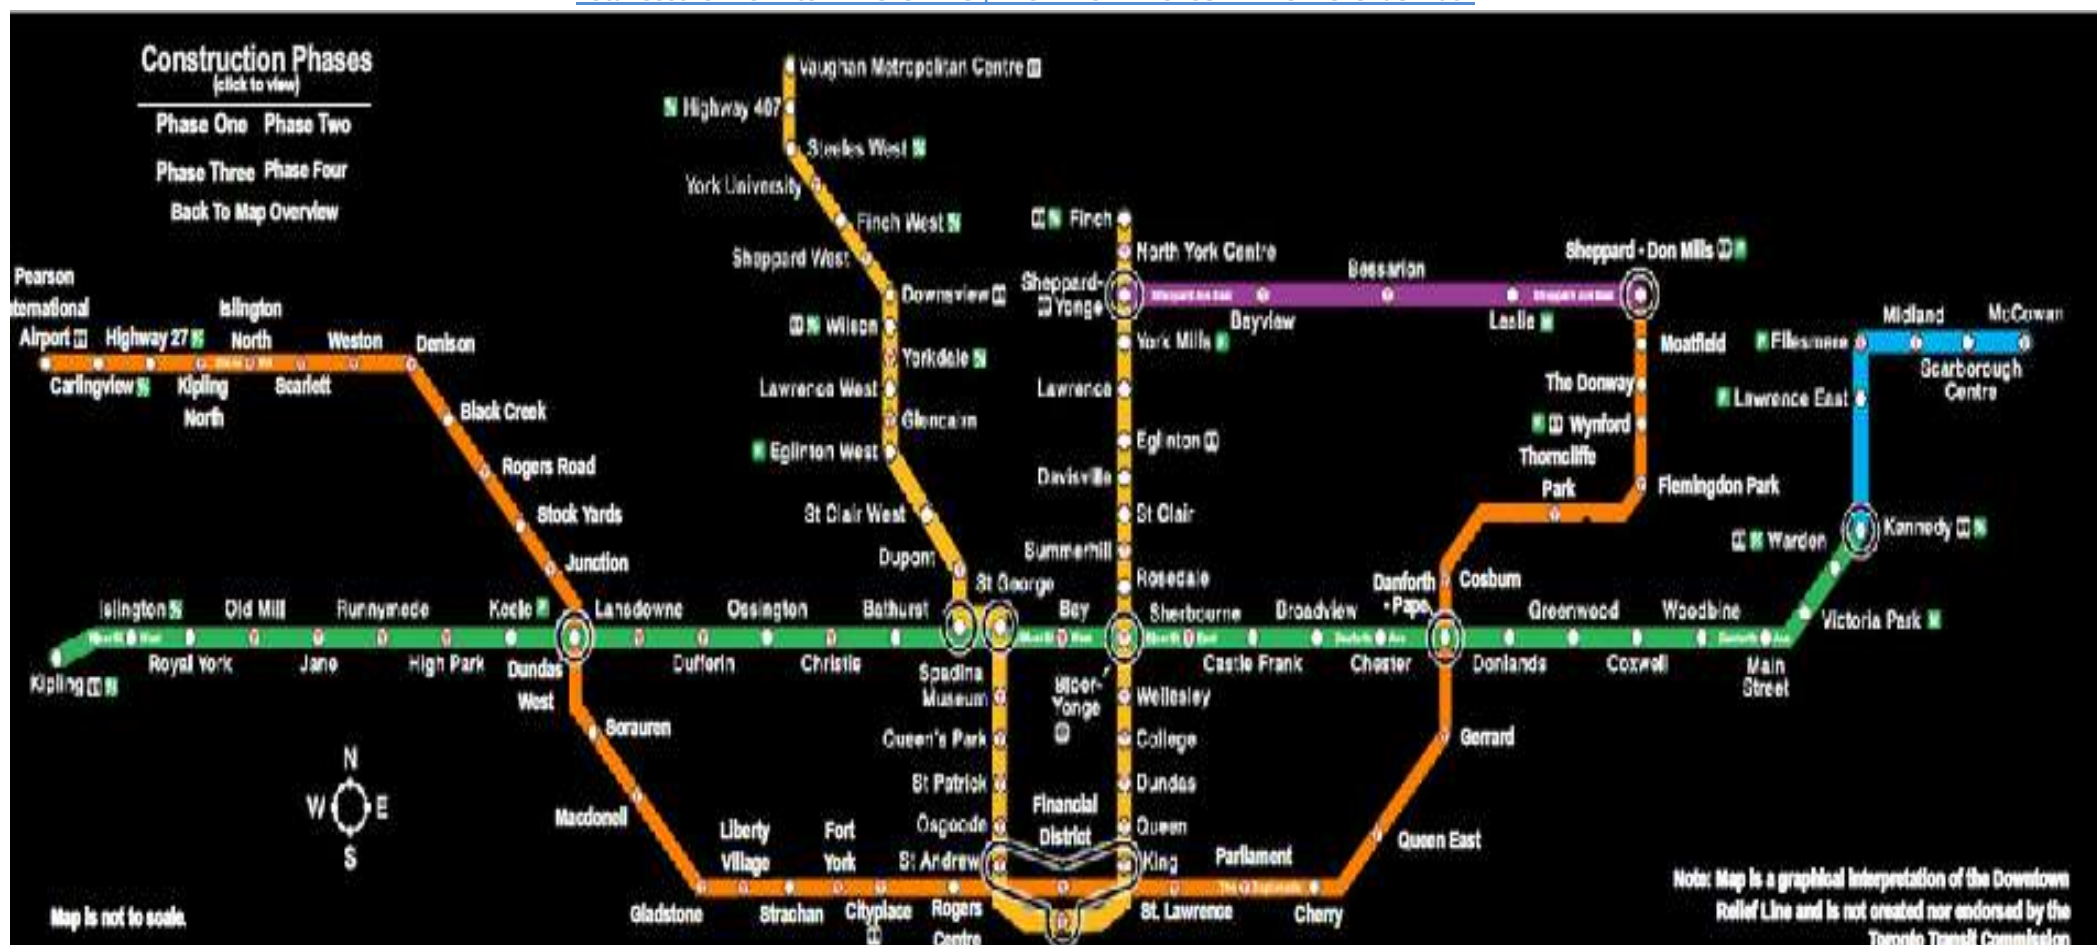 Construction Phases
(click to view)
Phase One Phase Two
Phase Three Phase Four
Back To Map Overview
Vaughan Metropolitan Centre
Highway 407
Steeles West
York University
Finch West
Sheppard West
Downsview
Wilson
Yorkdale
Lawrence West
Glencairn
Eglinton West
St Clair West
Dupont
St George
Finch
North York Centre
Sheppard-
Yonge
Bayview
Bessarion
Leslie
Sheppard - Don Mills
York Mills
Lawrence
Eglinton
Davisville
St Clair
Summerhill
Rosedale
Moatfield
The Donway
Wynford
Thorncliffe
Park
Flemingdon Park
Danforth
- Pape
Cosburn
Ellesmere
Midland
McCowan
Scarborough
Centre
Lawrence East
Kennedy
Warden
Victoria Park
Pearson
Airport
Highway 27
Islington
North
Weston
Denison
Carlingview
Kipling
North
Scarlett
Black Creek
Rogers Road
Stock Yards
Junction
Islington
Old Mill
Runnymede
Keele
Lansdowne
Ossington
Bathurst
Bay
Sherbourne
Broadview
Greenwood
Woodbine
Kipling
Royal York
Jane
High Park
Dundas
West
Dufferin
Christie
Spadina
Museum
Bloor-
Yonge
Castle Frank
Chester
Donlands
Coxwell
Main
Street
Wellesley
Queen's Park
College
St Patrick
Dundas
Osgoode
Queen
Financial
District
St Andrew
King
Sorauren
Macdonell
Gladstone
Liberty
Village
Strachan
Fort
York
Cityplace
Rogers
Centre
St. Lawrence
Parliament
Cherry
Queen East
Gerrard
N
W E
S
Map is not to scale.
Note: Map is a graphical interpretation of the Downtown
Relief Line and is not created nor endorsed by the
Toronto Transit Commission